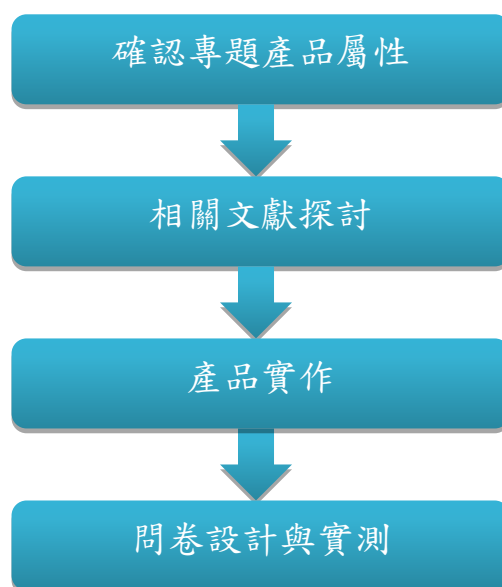 確認專題產品屬性
相關文獻探討
產品實作
問卷設計與實測